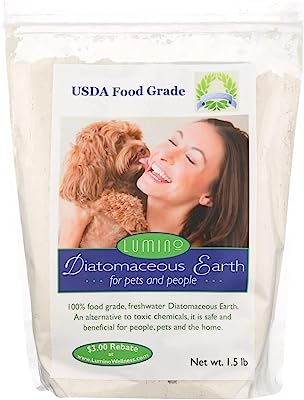 USDA Food Grade
LUMINO
Diatomaceous Earth
for pets and people
100% food grade, freshwater Diatomaceous Earth.
An alternative to toxic chemicals, it is safe and
beneficial for people, pets and the home.
$3.00 Rebate
at
www.LuminoWellness.com
Net wt. 1.5 lb